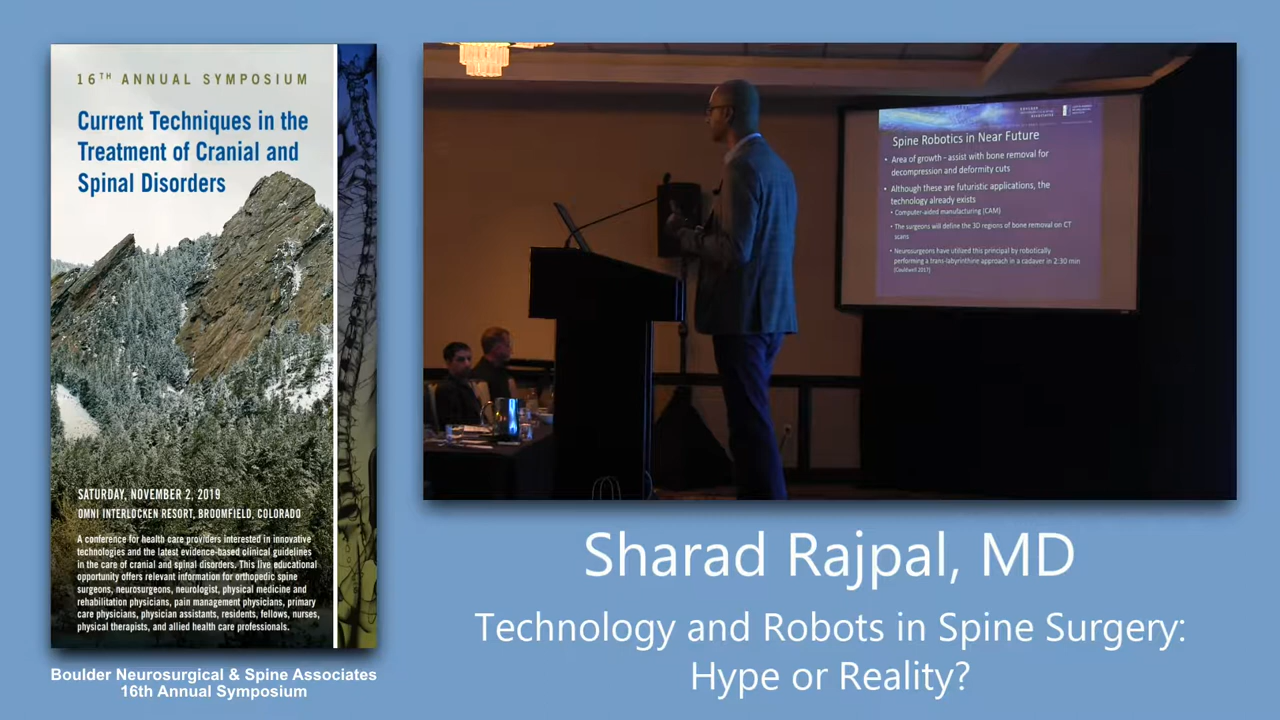 16TH ANNUAL SYMPOSIUM
Current Techniques in the
Treatment of Cranial and
Spinal Disorders
SATURDAY, NOVEMBER 2, 2019
OMNI INTERLOCKEN RESORT, BROOMFIELD, COLORADO
A conference for health care providers interested in innovative
technologies and the latest evidence-based clinical guidelines
in the care of cranial and spinal disorders. This live educational
opportunity offers relevant information for orthopedic spine
surgeons, neurosurgeons, neurologist, physical medicine and
rehabilitation physicians, pain management physicians, primary
care physicians, physician assistants, residents, fellows, nurses,
physical therapists, and allied health care professionals.
Boulder Neurosurgical & Spine Associates
16th Annual Symposium
Spine Robotics in Near Future
• Area of growth - assist with bone removal for
decompression and deformity cuts
• Although these are futuristic applications, the
technology already exists
• Computer-aided manufacturing (CAM)
• The surgeons will define the 3D regions of bone removal on CT
scans
• Neurosurgeons have utilized this principal by robotically
performing a trans-labyrinthine approach in a cadaver in 2:30 min
(Couldwell 2017)
Sharad Rajpal, MD
Technology and Robots in Spine Surgery:
Hype or Reality?